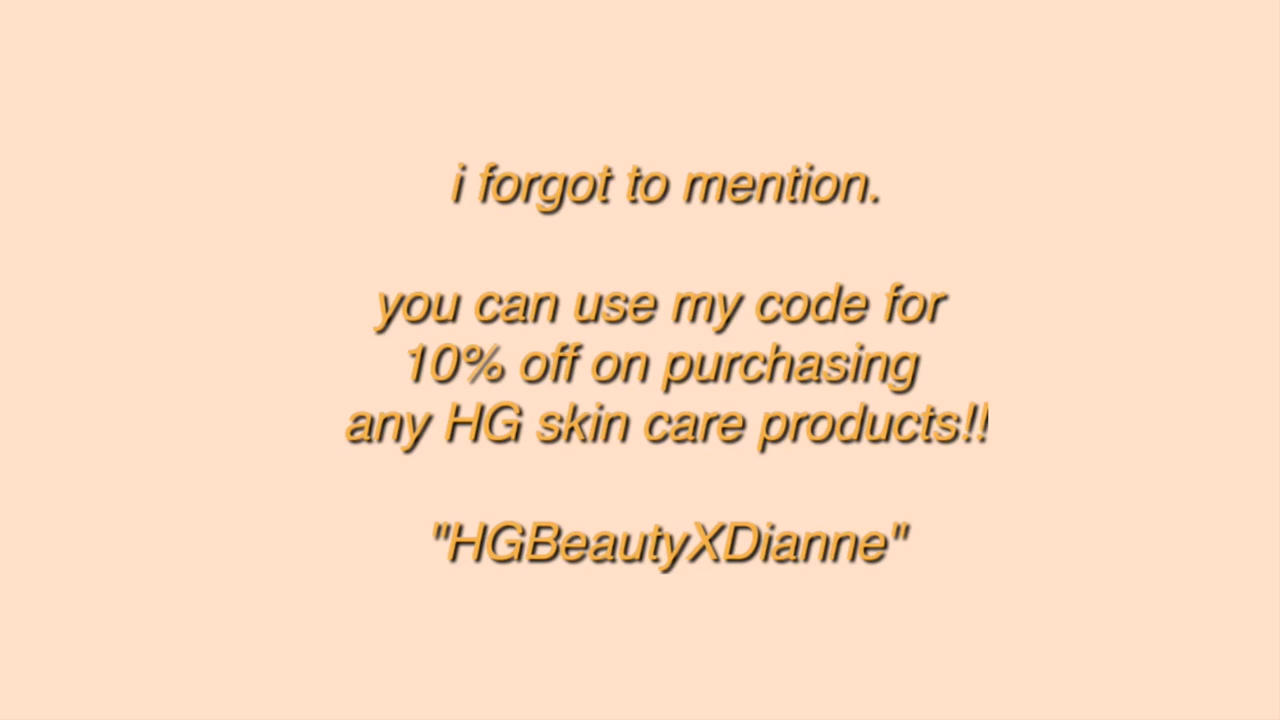 i forgot to mention.
you can use my code for
10% off on purchasing
any HG skin care products!!
"HGBeautyXDianne"